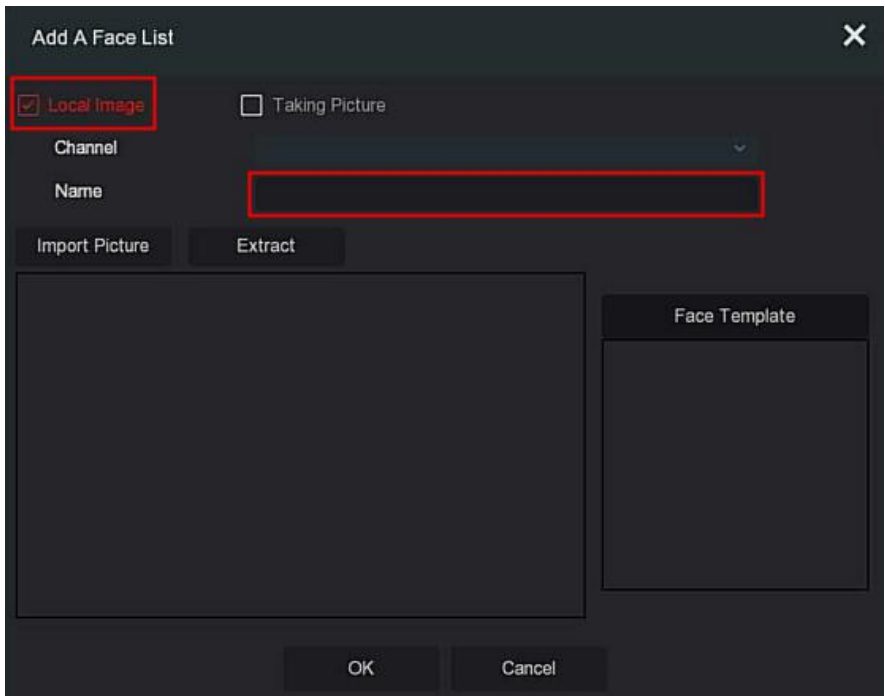 Add A Face List
Local Image
Taking Picture
Channel
Name
Import Picture
Extract
Face Template
OK
Cancel